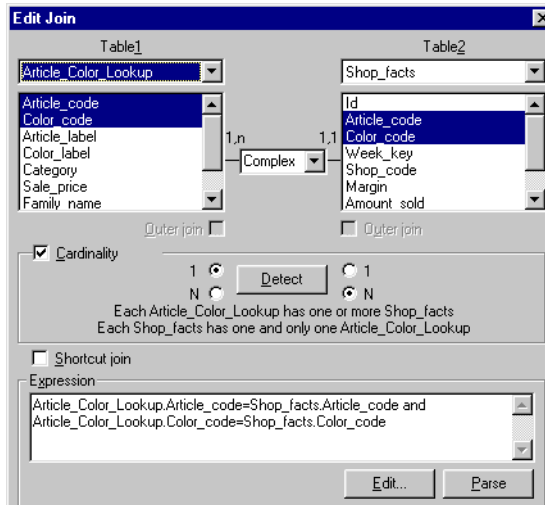 Edit Join
Table1 Table2
Article_Color_Lookup Shop_facts
Article_code Id
Color_code Article_code
Article_label Color_code
Color_label Week_key
Category Shop_code
Sale_price Margin
Family_name Amount_sold
1,n Complex 1,1
Outer join Outer join
Cardinality
1 Detect 1
N N
Each Article_Color_Lookup has one or more Shop_facts
Each Shop_facts has one and only one Article_Color_Lookup
Shortcut join
Expression
Article_Color_Lookup.Article_code=Shop_facts.Article_code and
Article_Color_Lookup.Color_code=Shop_facts.Color_code
Edit... Parse